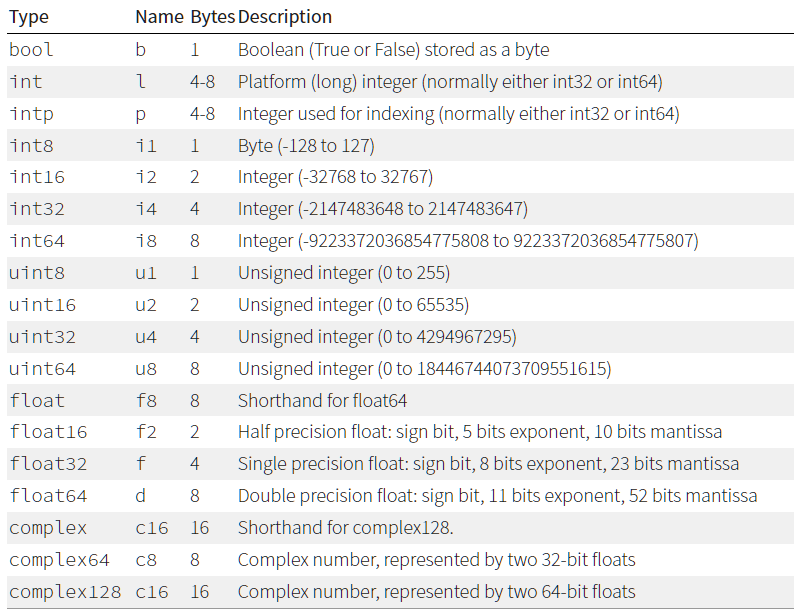 Type Name Bytes Description
bool b 1 Boolean (True or False) stored as a byte
int l 4-8 Platform (long) integer (normally either int32 or int64)
intp p 4-8 Integer used for indexing (normally either int32 or int64)
int8 i1 1 Byte (-128 to 127)
int16 i2 2 Integer (-32768 to 32767)
int32 i4 4 Integer (-2147483648 to 2147483647)
int64 i8 8 Integer (-9223372036854775808 to 9223372036854775807)
uint8 u1 1 Unsigned integer (0 to 255)
uint16 u2 2 Unsigned integer (0 to 65535)
uint32 u4 4 Unsigned integer (0 to 4294967295)
uint64 u8 8 Unsigned integer (0 to 18446744073709551615)
float f8 8 Shorthand for float64
float16 f2 2 Half precision float: sign bit, 5 bits exponent, 10 bits mantissa
float32 f 4 Single precision float: sign bit, 8 bits exponent, 23 bits mantissa
float64 d 8 Double precision float: sign bit, 11 bits exponent, 52 bits mantissa
complex c16 16 Shorthand for complex128.
complex64 c8 8 Complex number, represented by two 32-bit floats
complex128 c16 16 Complex number, represented by two 64-bit floats